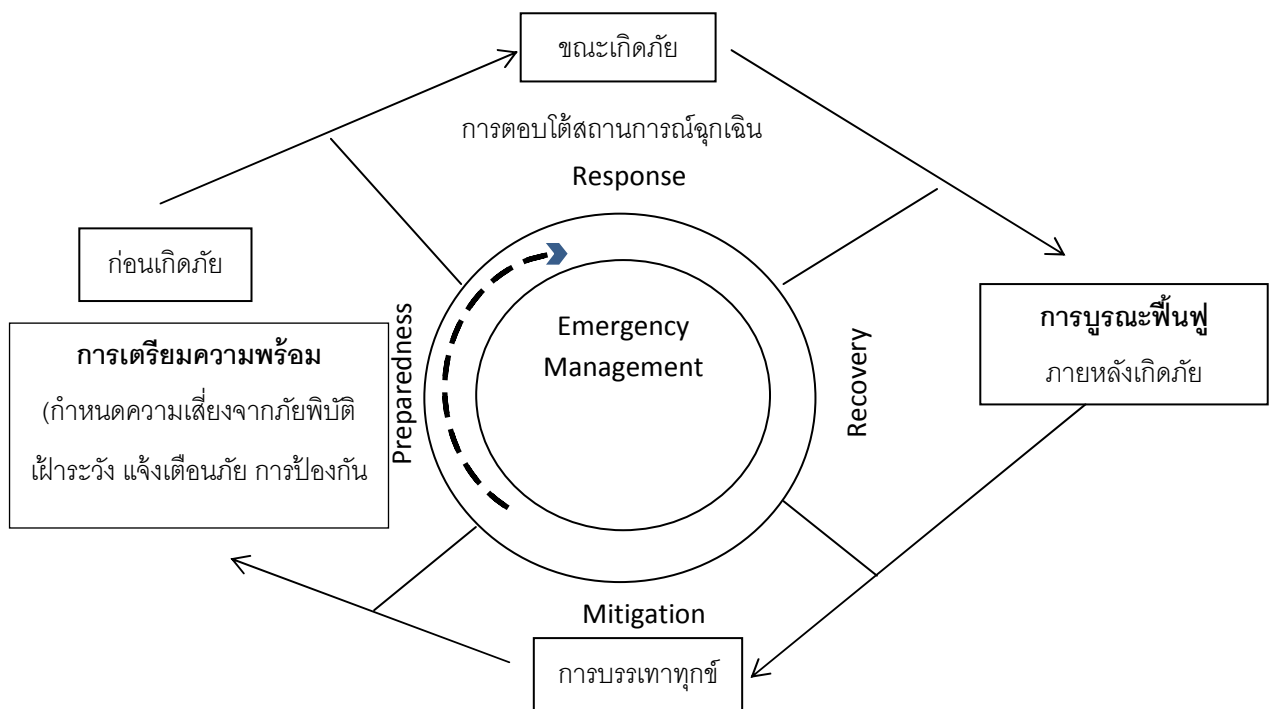 ขณะเกิดภัย
การตอบโต้สถานการณ์ฉุกเฉิน
Response
ก่อนเกิดภัย
การเตรียมความพร้อม
(กำหนดความเสี่ยงจากภัยพิบัติ
เฝ้าระวัง แจ้งเตือนภัย การป้องกัน
Preparedness
Emergency
Management
Recovery
การบูรณะฟื้นฟู
ภายหลังเกิดภัย
Mitigation
การบรรเทาทุกข์